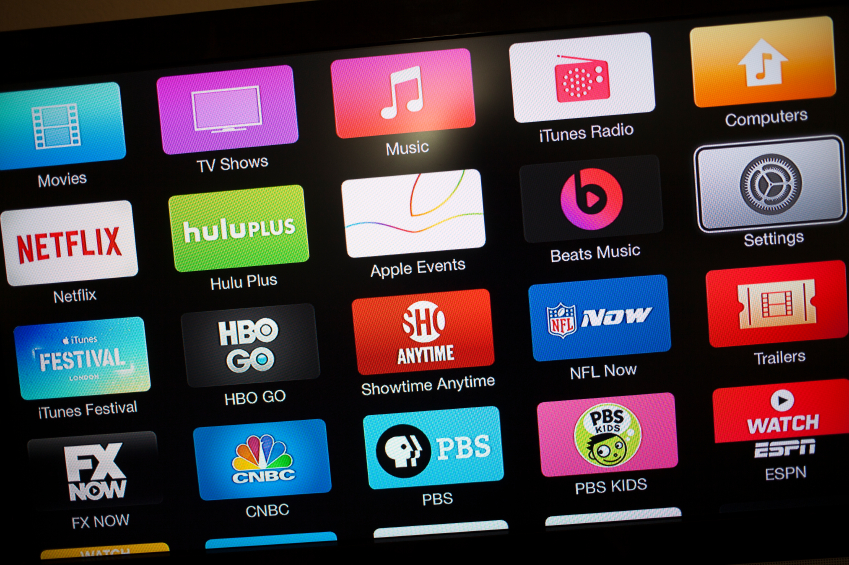 Movies
TV Shows
Music
iTunes Radio
Computers
NETFLIX
Netflix
huluPLUS
Hulu Plus
Apple Events
Beats Music
Settings
iTunes
FESTIVAL
LONDON
iTunes Festival
HBO
GO
HBO GO
SHO
ANYTIME
Showtime Anytime
NFL
NOW
NFL Now
Trailers
FX
NOW
FX NOW
CNBC
CNBC
PBS
PBS
PBS
KIDS
PBS KIDS
WATCH
ESPN
ESPN
WATCH